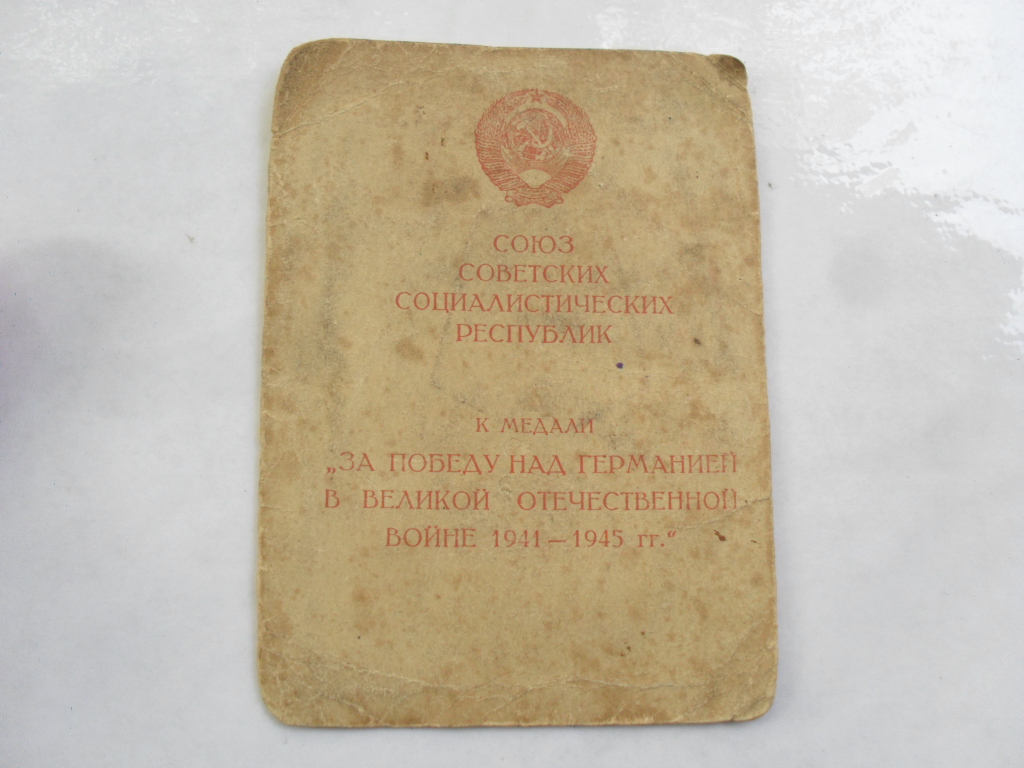 СОЮЗ
СОВЕТСКИХ
СОЦИАЛИСТИЧЕСКИХ
РЕСПУБЛИК
К МЕДАЛИ
„ЗА ПОБЕДУ НАД ГЕРМАНИЕЙ
В ВЕЛИКОЙ ОТЕЧЕСТВЕННОЙ
ВОЙНЕ 1941—1945 гг.“